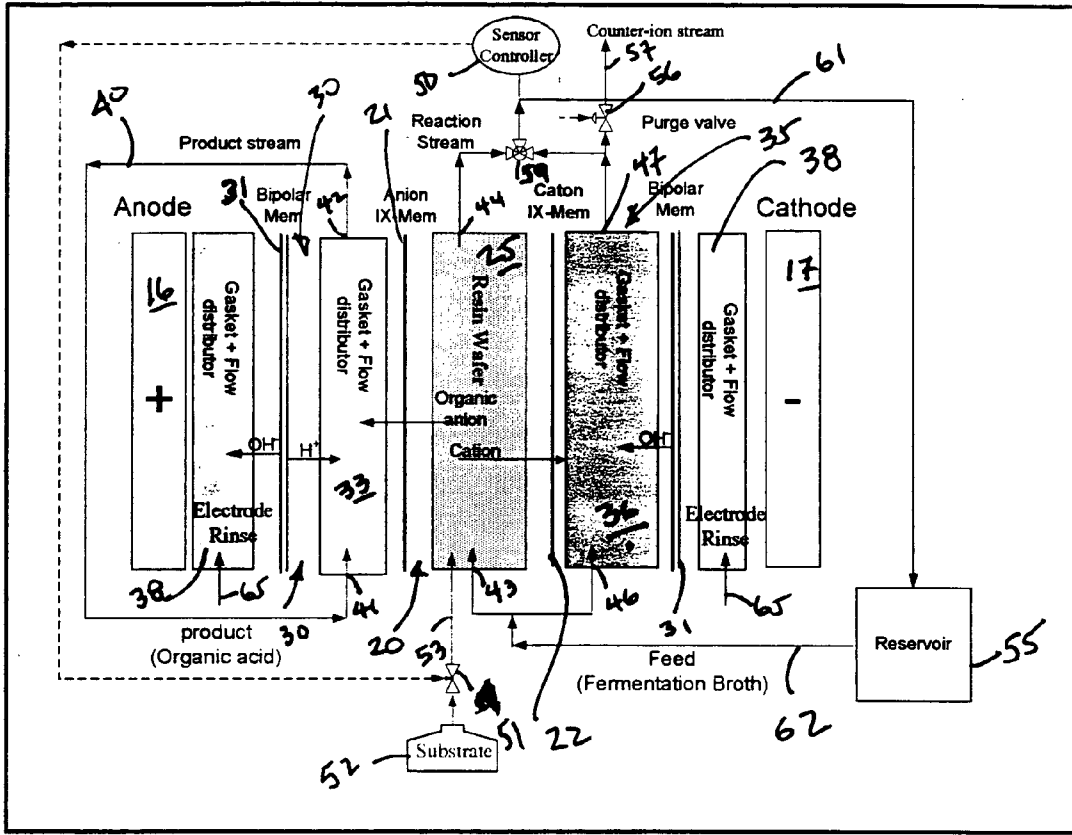 Sensor
Controller
50
Counter-ion stream
57
56
61
40
30
21
Reaction
Stream
Purge valve
35
38
Product stream
59
47
Anode
31
Bipolar
Mem
42
Anion
IX-Mem
44
Caton
IX-Mem
Bipolar
Mem
Cathode
16
+
Gasket + Flow
distributor
Gasket + Flow
distributor
25
Resin Wafer
Gasket + Flow
distributor
Gasket + Flow
distributor
17
-
Organic
anion
OH-
H+
Cation
OH-
33
36
Electrode
Rinse
Electrode
Rinse
38
65
41
43
46
65
product
(Organic acid)
30
20
53
31
Feed
(Fermentation Broth)
Reservoir
55
51
22
62
52
Substrate